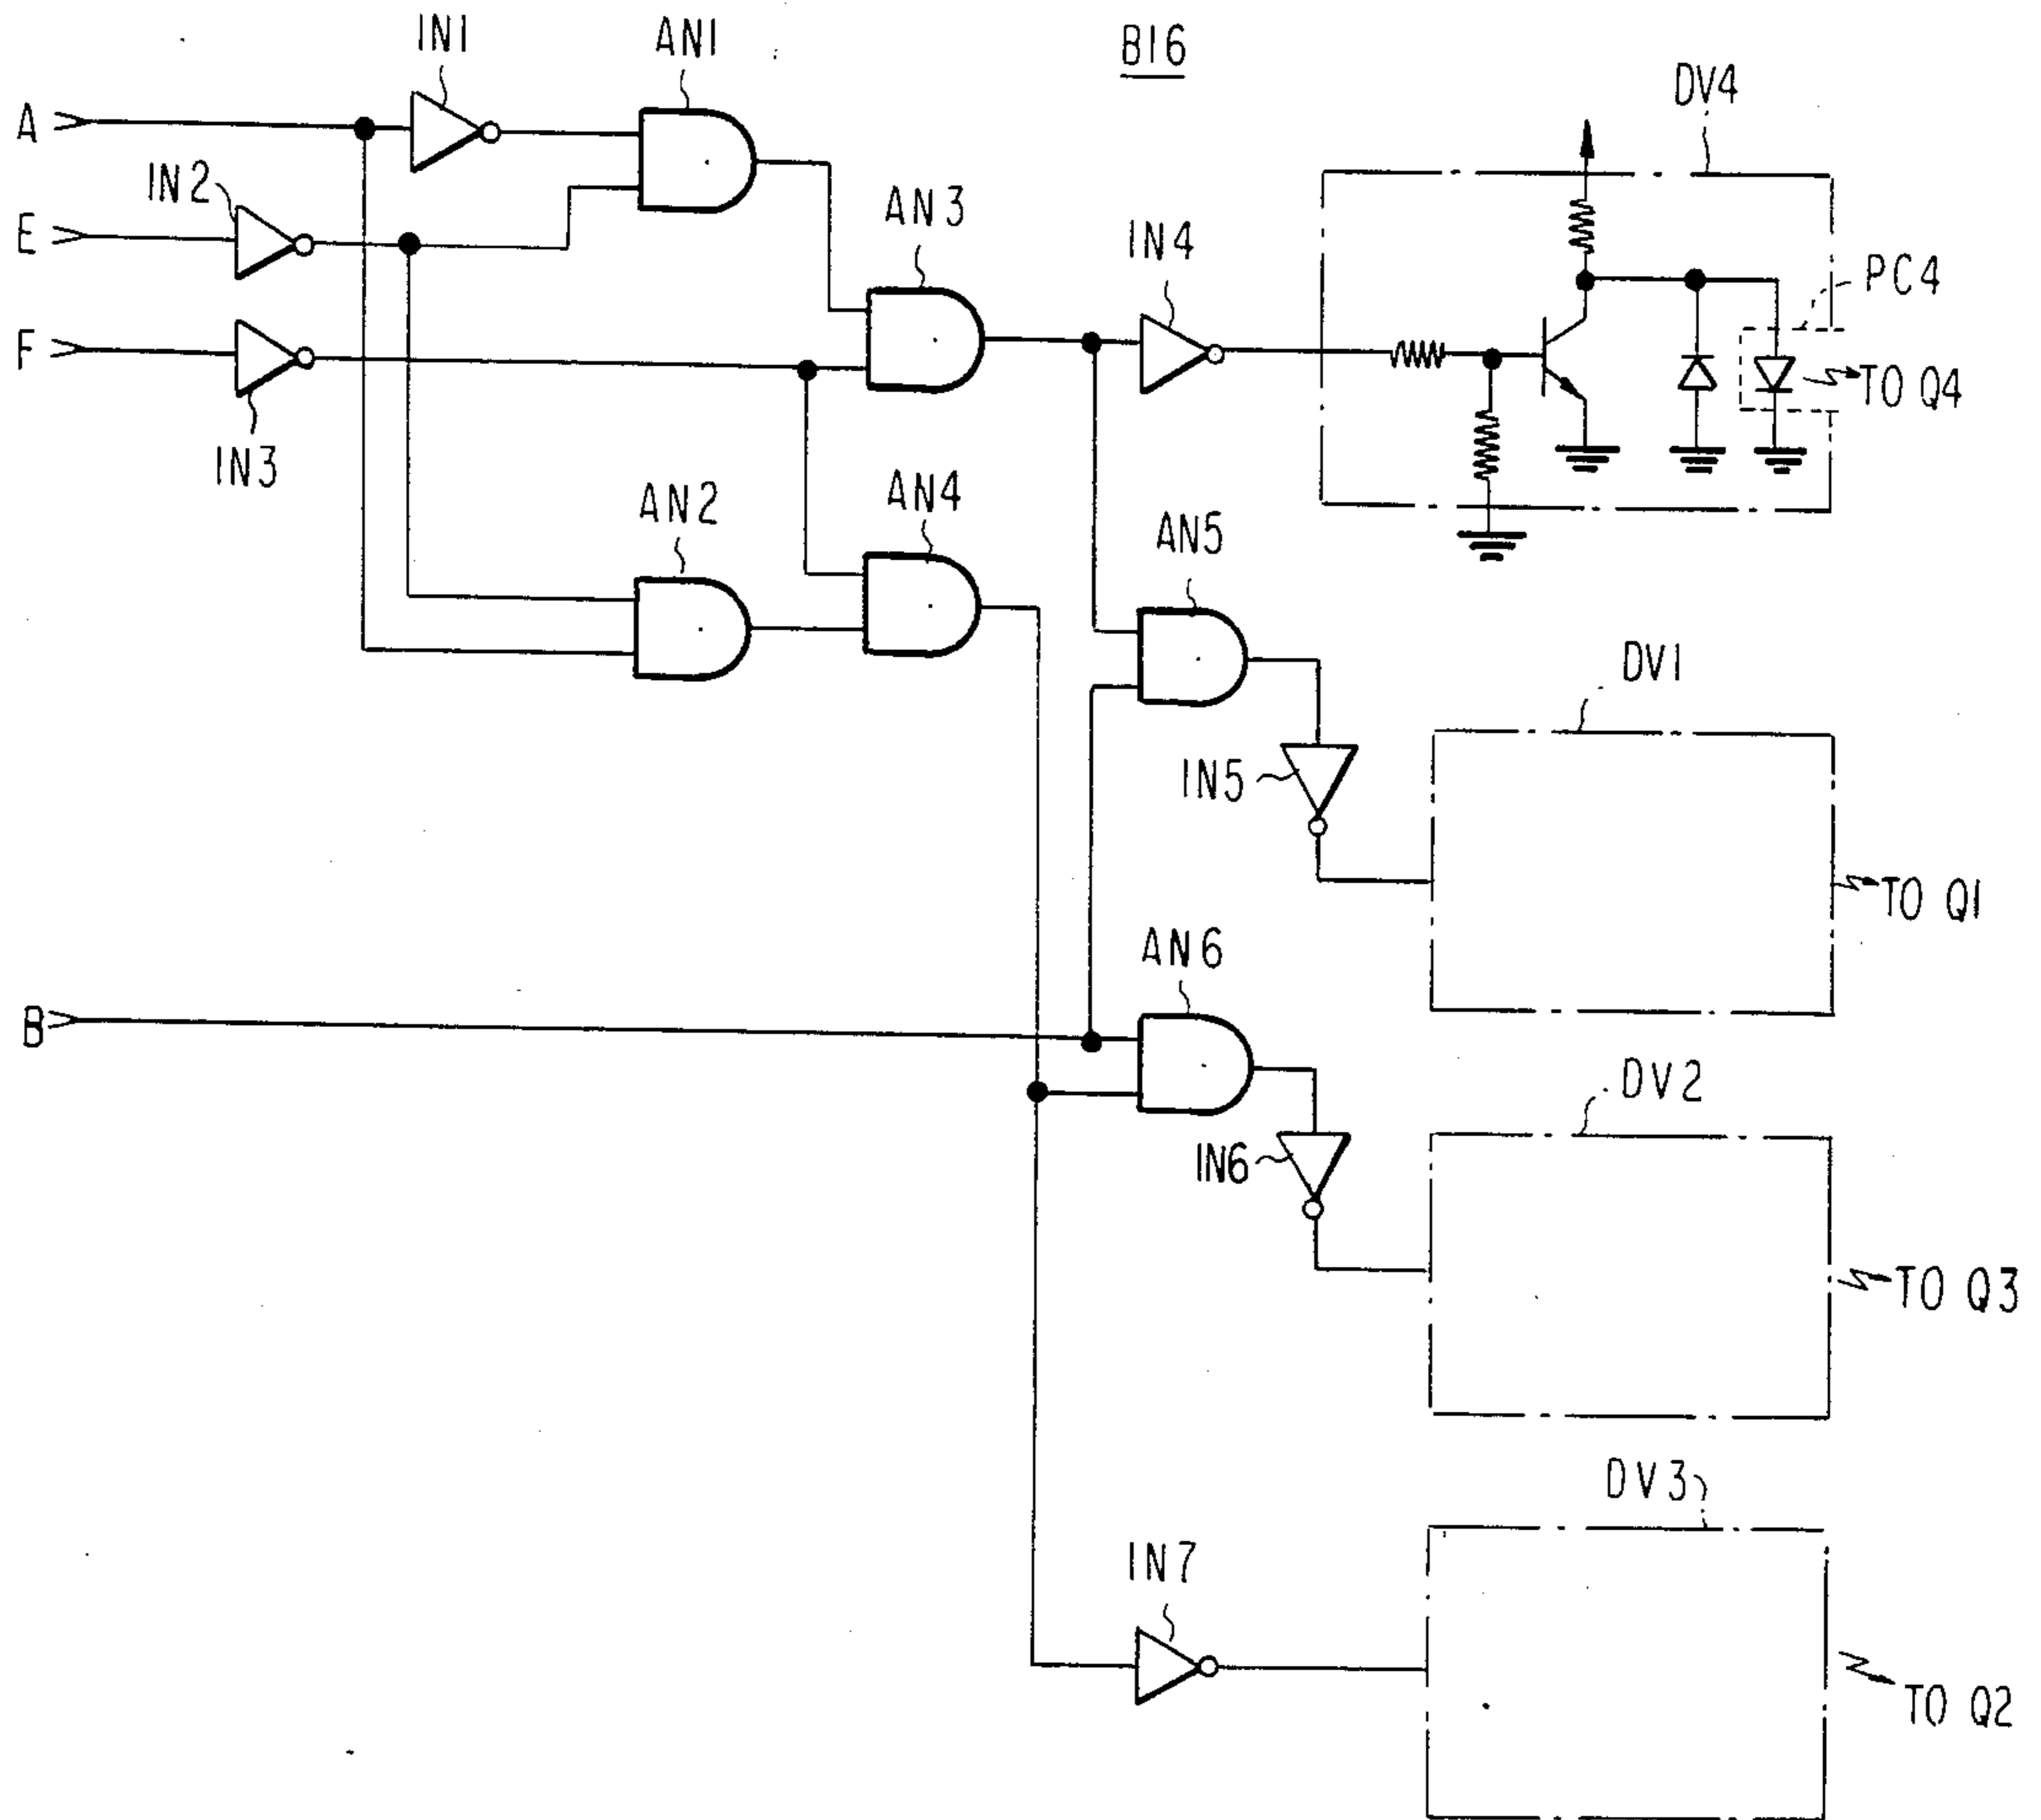 IN1
AN1
B16
DV4
A
IN2
E
AN3
IN4
PC4
F
TO Q4
IN3
AN2
AN4
AN5
DV1
IN5
TO Q1
AN6
B
DV2
IN6
TO Q3
DV3
IN7
TO Q2